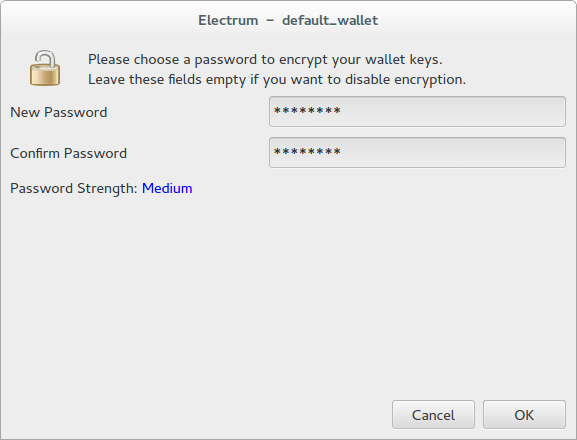 Electrum - default_wallet
Please choose a password to encrypt your wallet keys.
Leave these fields empty if you want to disable encryption.
New Password ********
Confirm Password ********
Password Strength: Medium
Cancel OK